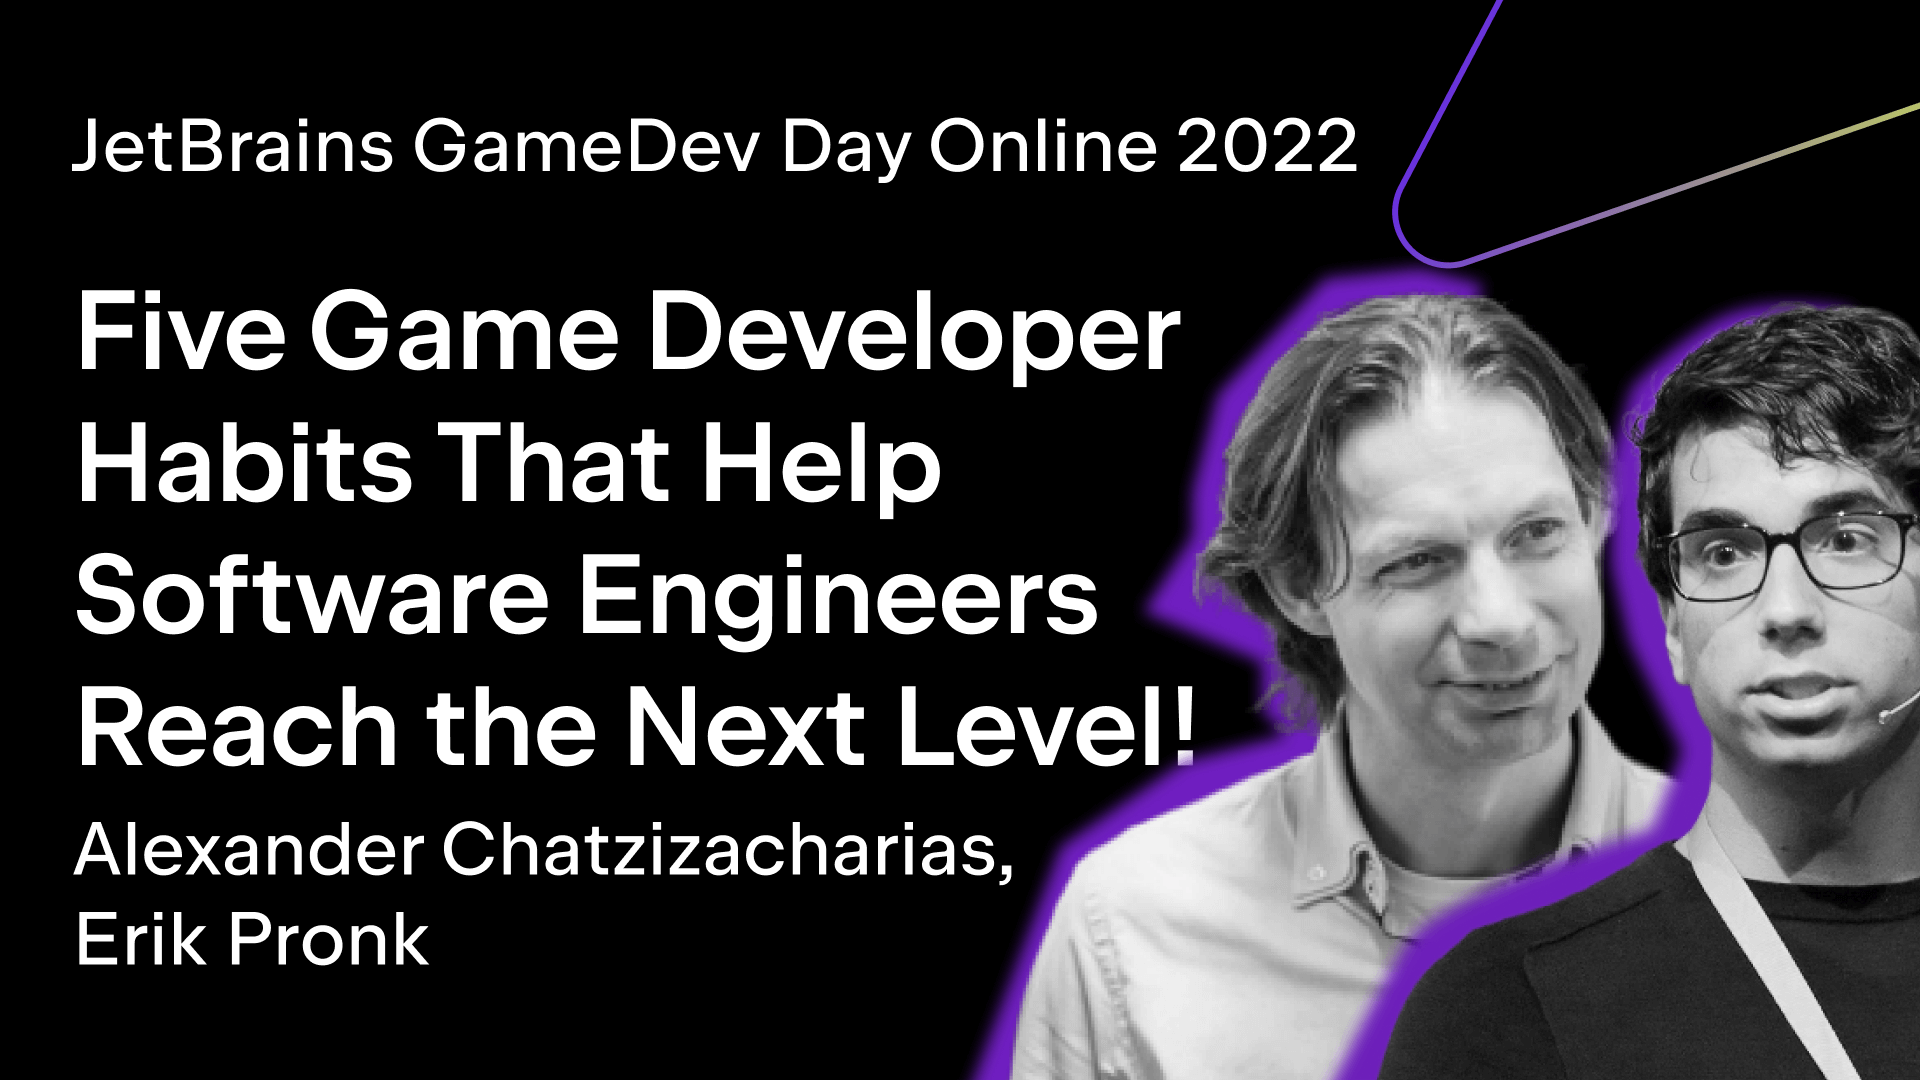 JetBrains GameDev Day Online 2022
Five Game Developer
Habits That Help
Software Engineers
Reach the Next Level!
Alexander Chatzizacharias,
Erik Pronk